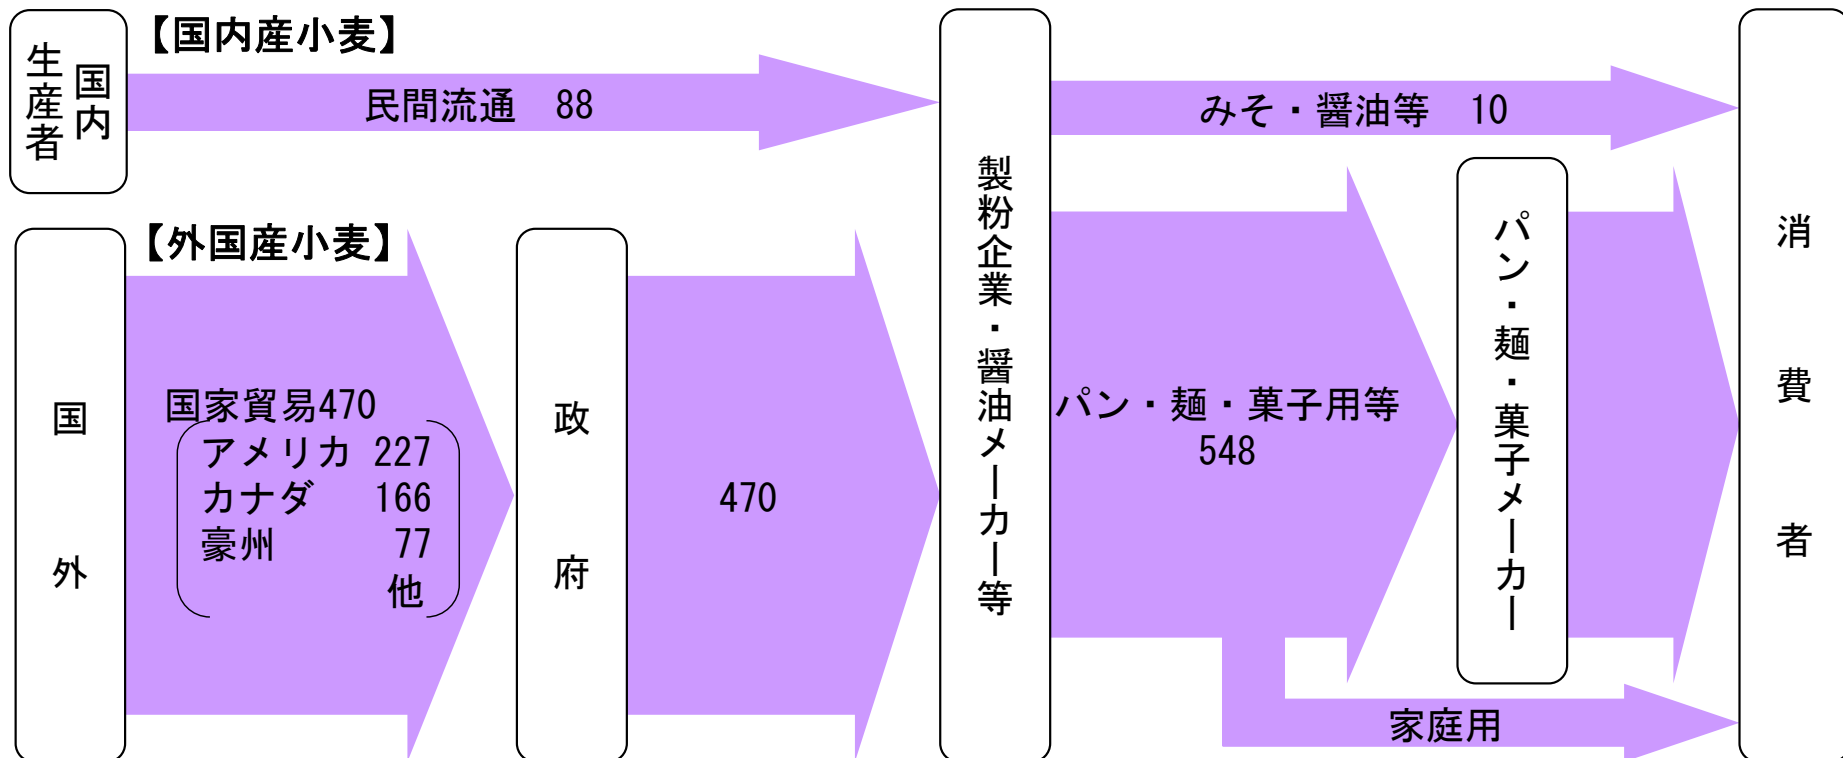 国内
生産者
【国内産小麦】
民間流通　88
みそ・醤油等　10
【外国産小麦】
国外
国家貿易470
アメリカ 227
カナダ　 166
豪州　　 77
他
政府
470
製粉企業・醤油メーカー等
パン・麺・菓子用等
548
パン・麺・菓子メーカー
家庭用
消費者